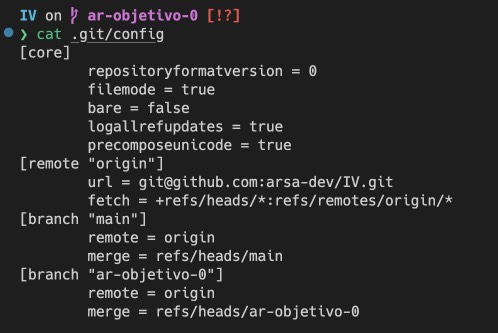 IV on ar-objetivo-0 [!?]
❯ cat .git/config
[core]
        repositoryformatversion = 0
        filemode = true
        bare = false
        logallrefupdates = true
        precomposeunicode = true
[remote "origin"]
        url = git@github.com:arsa-dev/IV.git
        fetch = +refs/heads/*:refs/remotes/origin/*
[branch "main"]
        remote = origin
        merge = refs/heads/main
[branch "ar-objetivo-0"]
        remote = origin
        merge = refs/heads/ar-objetivo-0